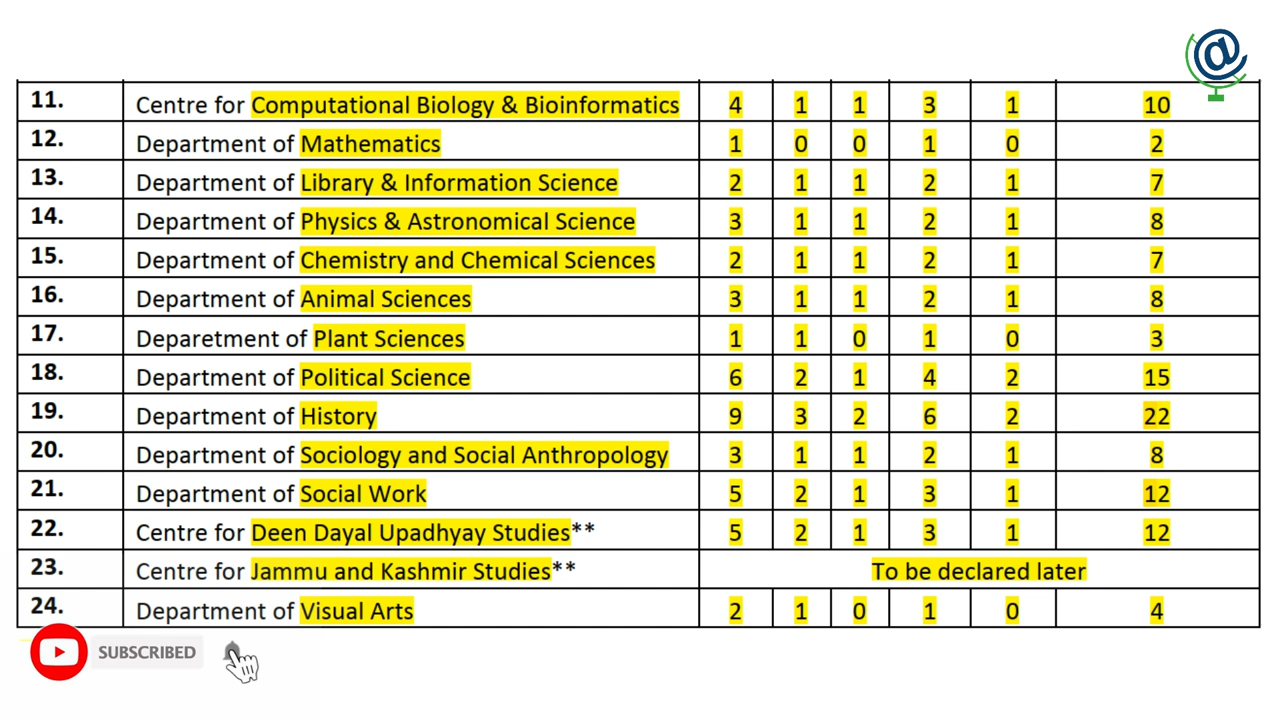 11. Centre for Computational Biology & Bioinformatics 4 1 1 3 1 10
12. Department of Mathematics 1 0 0 1 0 2
13. Department of Library & Information Science 2 1 1 2 1 7
14. Department of Physics & Astronomical Science 3 1 1 2 1 8
15. Department of Chemistry and Chemical Sciences 2 1 1 2 1 7
16. Department of Animal Sciences 3 1 1 2 1 8
17. Deparetment of Plant Sciences 1 1 0 1 0 3
18. Department of Political Science 6 2 1 4 2 15
19. Department of History 9 3 2 6 2 22
20. Department of Sociology and Social Anthropology 3 1 1 2 1 8
21. Department of Social Work 5 2 1 3 1 12
22. Centre for Deen Dayal Upadhyay Studies** 5 2 1 3 1 12
23. Centre for Jammu and Kashmir Studies** To be declared later
24. Department of Visual Arts 2 1 0 1 0 4
SUBSCRIBED